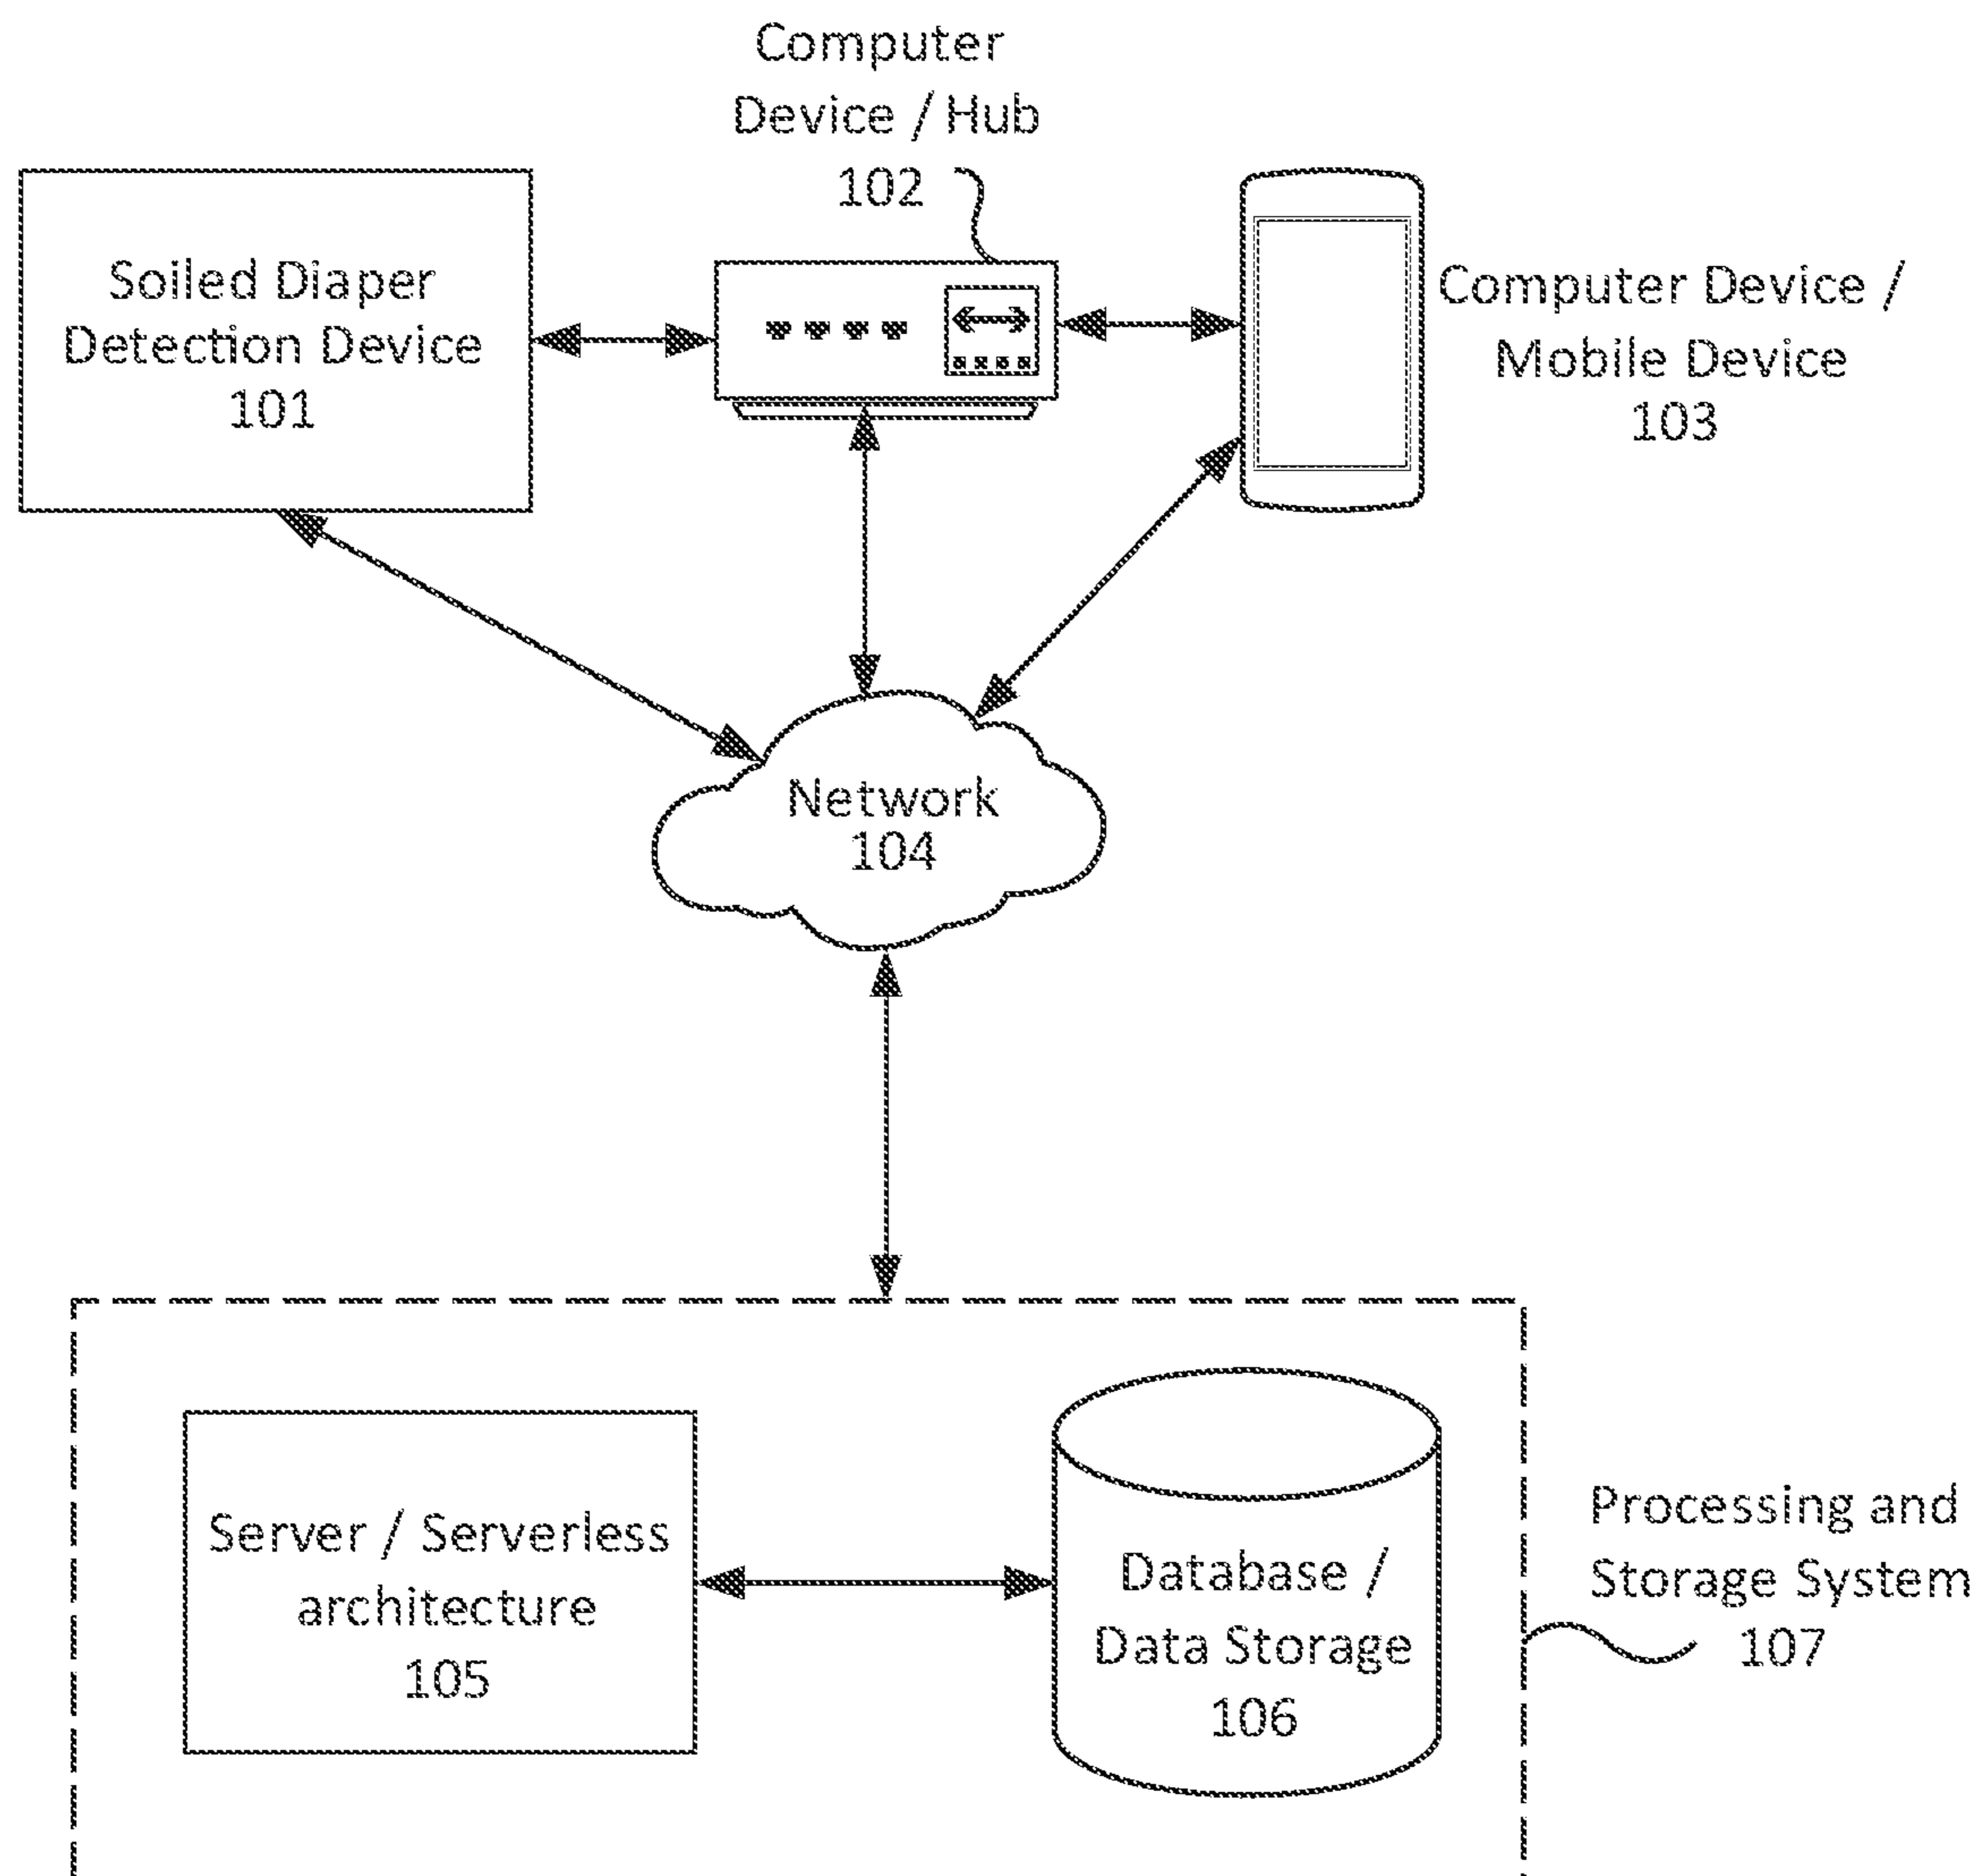 Computer
Device / Hub
102
Soiled Diaper
Detection Device
101
Computer Device /
Mobile Device
103
Network
104
Server / Serverless
architecture
105
Database /
Data Storage
106
Processing and
Storage System
107